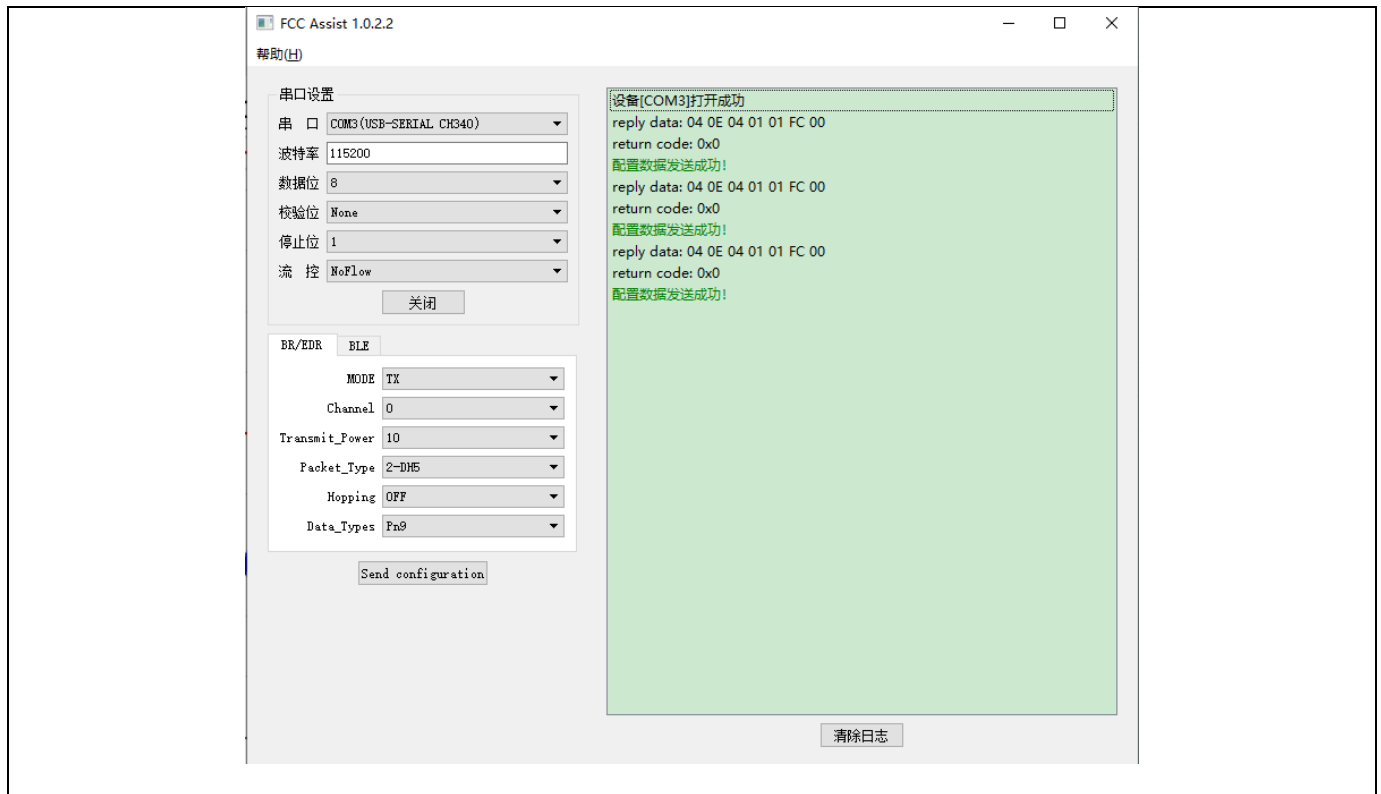 FCC Assist 1.0.2.2
帮助(H)
串口设置
串 口 COM3(USB-SERIAL CH340)
波特率 115200
数据位 8
校验位 None
停止位 1
流 控 NoFlow
关闭
BR/EDR BLE
MODE TX
Channel 0
Transmit_Power 10
Packet_Type 2-DH5
Hopping OFF
Data_Types Pn9
Send configuration
设备[COM3]打开成功
reply data: 04 0E 04 01 01 FC 00
return code: 0x0
配置数据发送成功!
reply data: 04 0E 04 01 01 FC 00
return code: 0x0
配置数据发送成功!
reply data: 04 0E 04 01 01 FC 00
return code: 0x0
配置数据发送成功!
清除日志